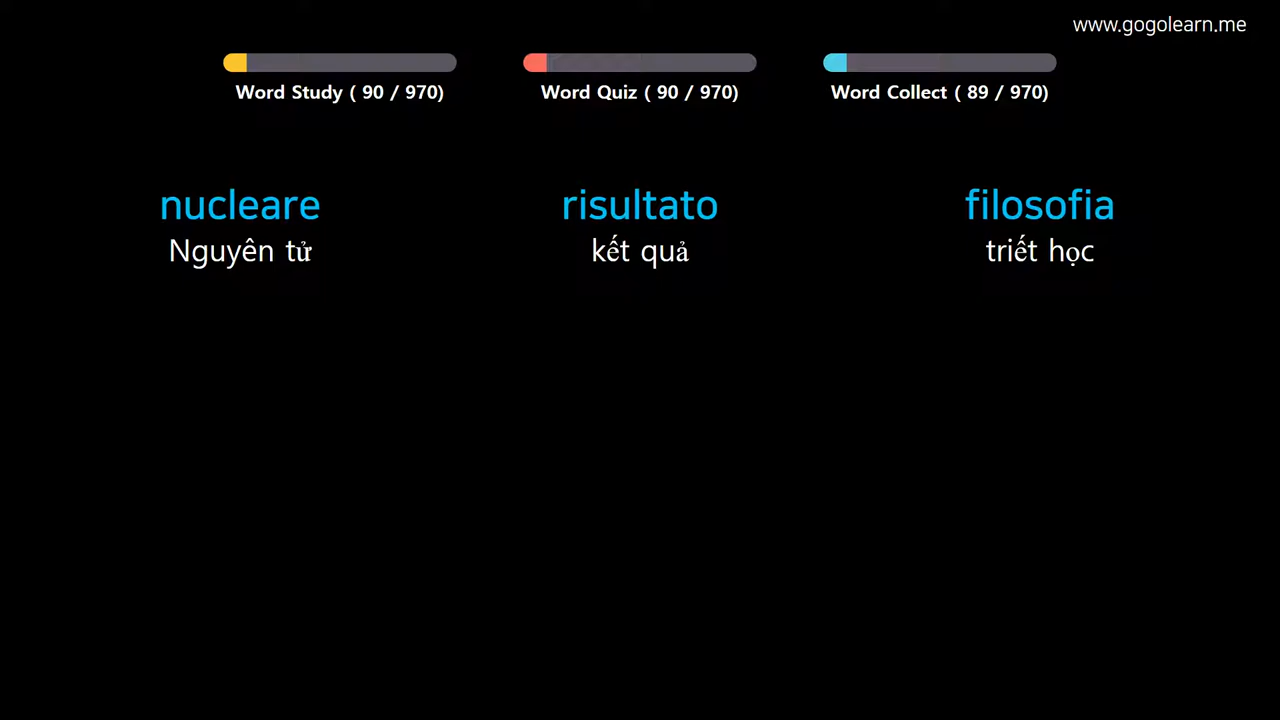 www.gogolearn.me
Word Study ( 90 / 970)
Word Quiz ( 90 / 970)
Word Collect ( 89 / 970)
nucleare
Nguyên tử
risultato
kết quả
filosofia
triết học